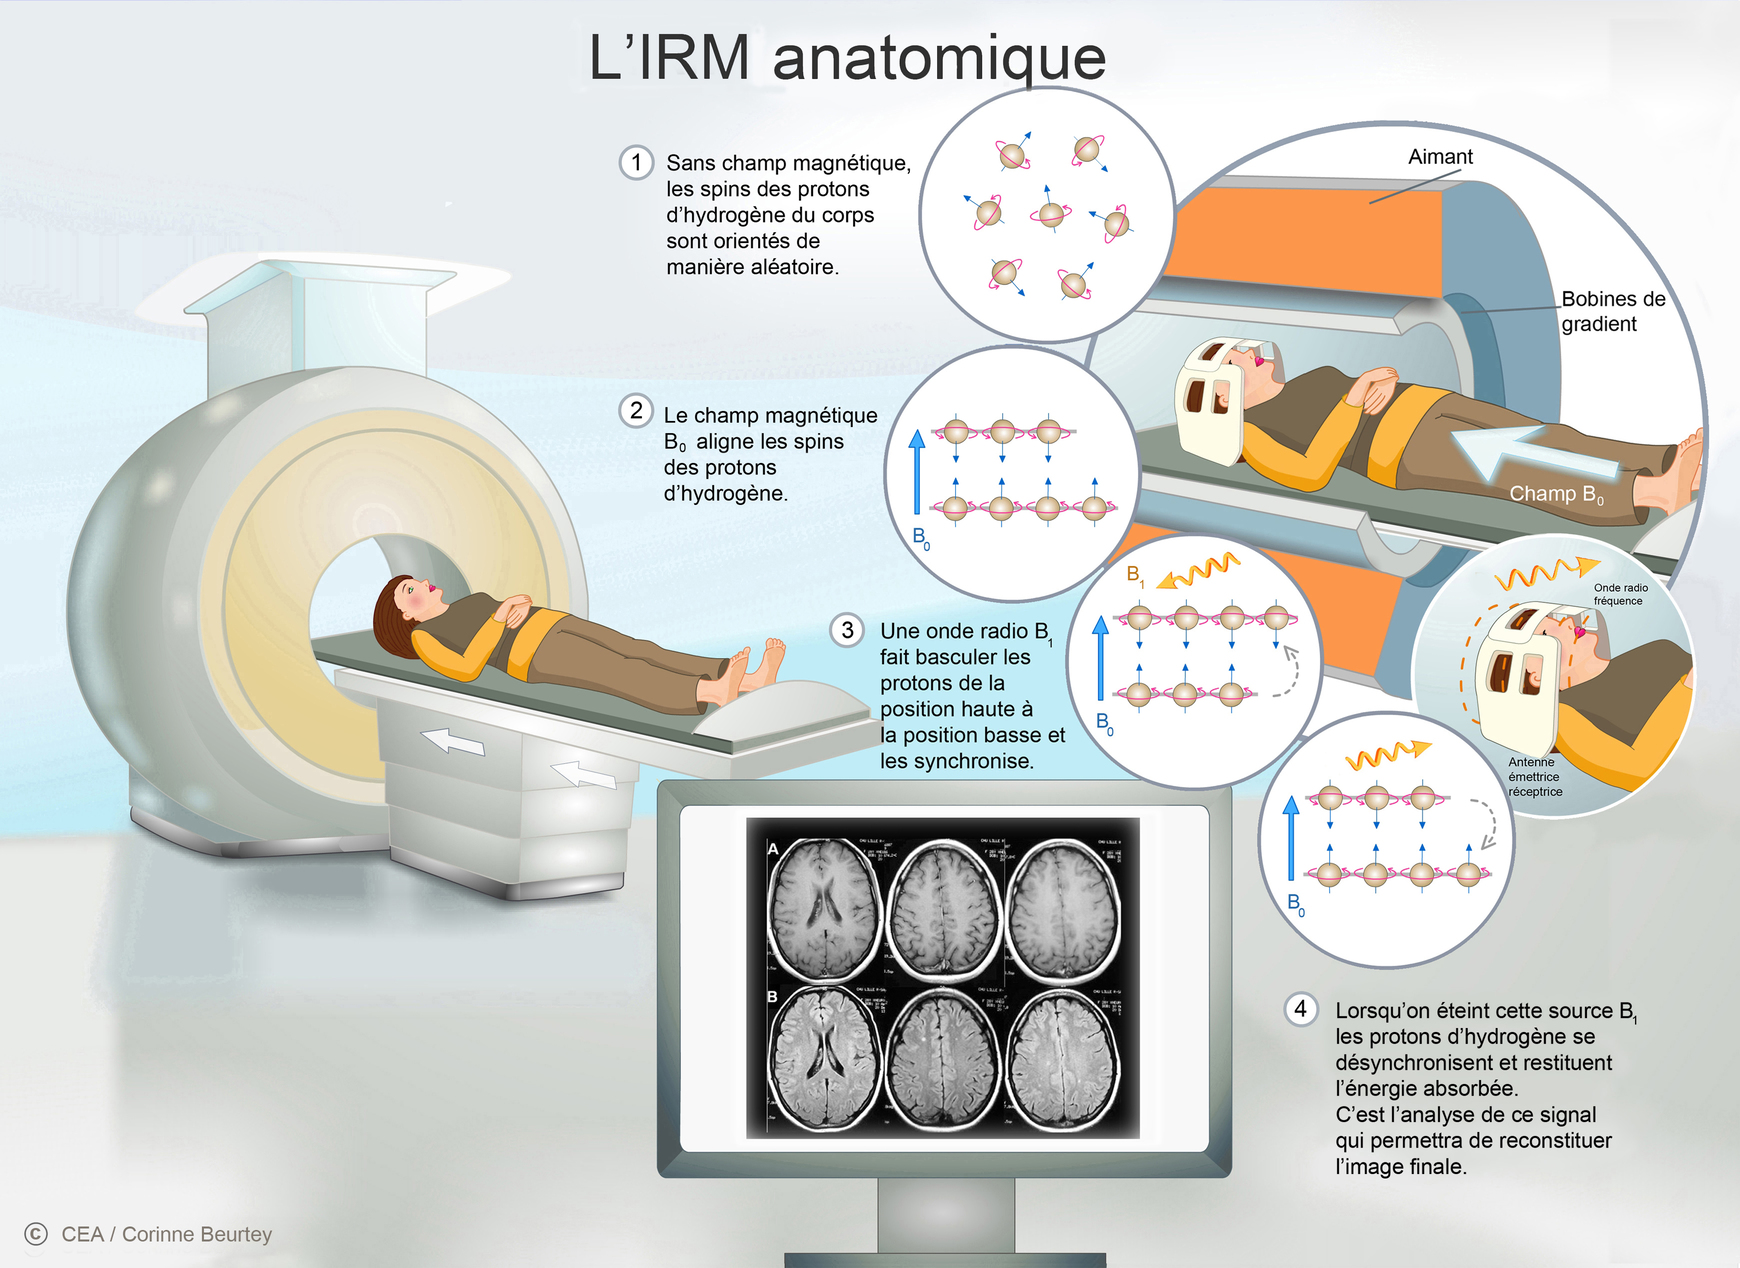 L'IRM anatomique
1
Sans champ magnétique,
les spins des protons
d'hydrogène du corps
sont orientés de
manière aléatoire.
Aimant
Bobines de
gradient
Champ B0
2
Le champ magnétique
B0 aligne les spins
des protons
d'hydrogène.
B0
3
Une onde radio B1
fait basculer les
protons de la
position haute à
la position basse et
les synchronise.
B1
B0
Onde radio
fréquence
Antenne
émettrice
réceptrice
B0
A
B
4
Lorsqu'on éteint cette source B1
les protons d'hydrogène se
désynchronisent et restituent
l'énergie absorbée.
C'est l'analyse de ce signal
qui permettra de reconstituer
l'image finale.
© CEA / Corinne Beurtey